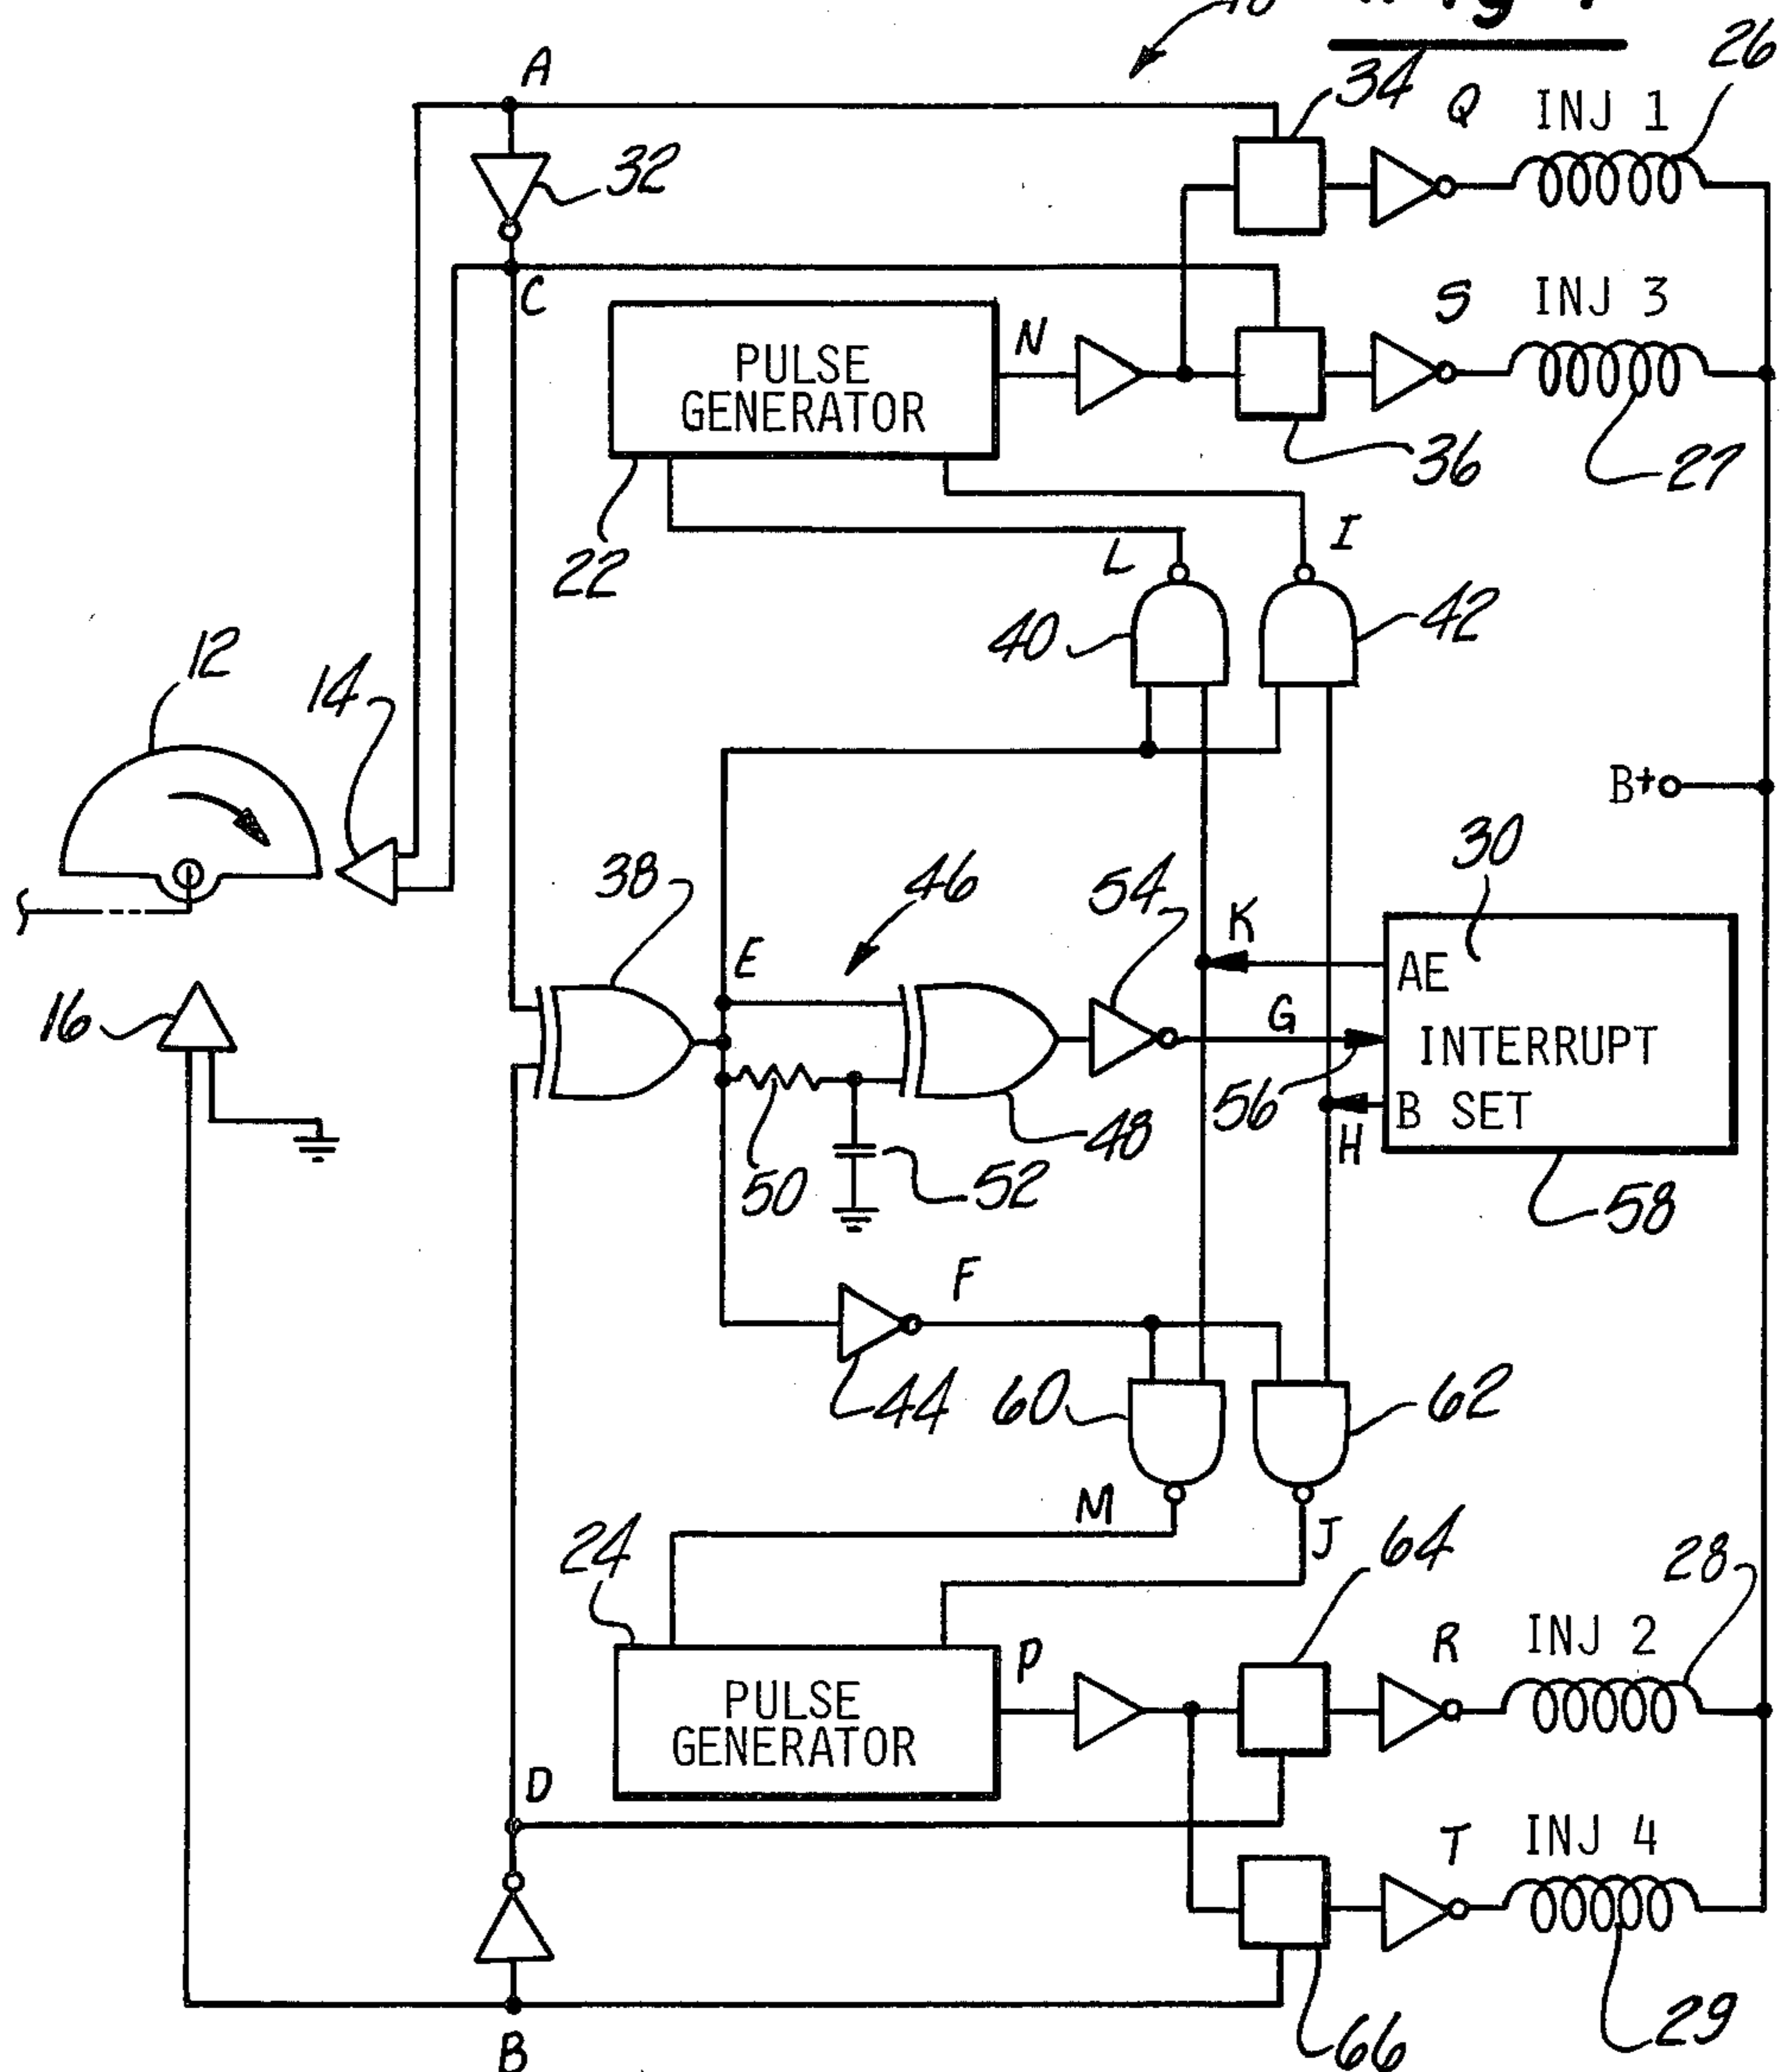 A
34
26
Q
INJ 1
32
C
N
S
INJ 3
PULSE
GENERATOR
36
27
22
L
I
40
42
12
14
B+
30
38
46
54
K
E
AE
16
G
INTERRUPT
56
B SET
48
H
50
52
58
F
44
60
62
M
J
24
64
28
P
R
INJ 2
PULSE
GENERATOR
D
T
INJ 4
29
66
B